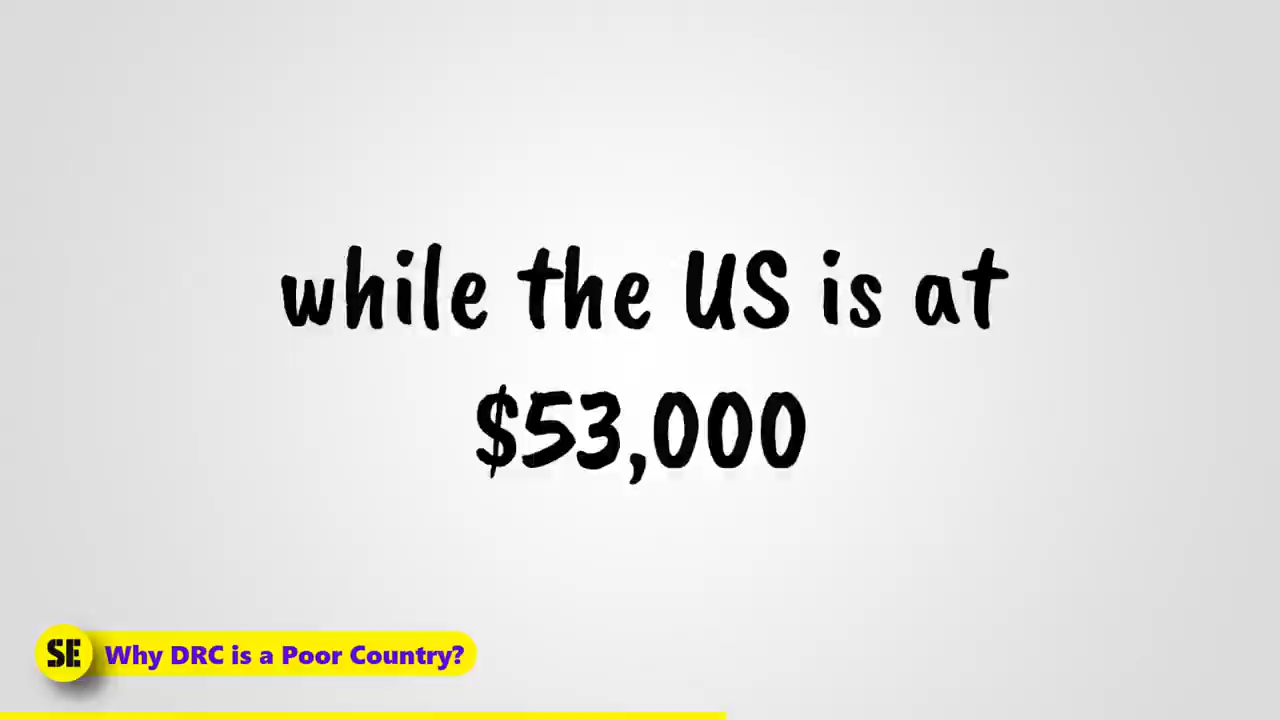 while the US is at
$53,000
SE Why DRC is a Poor Country?